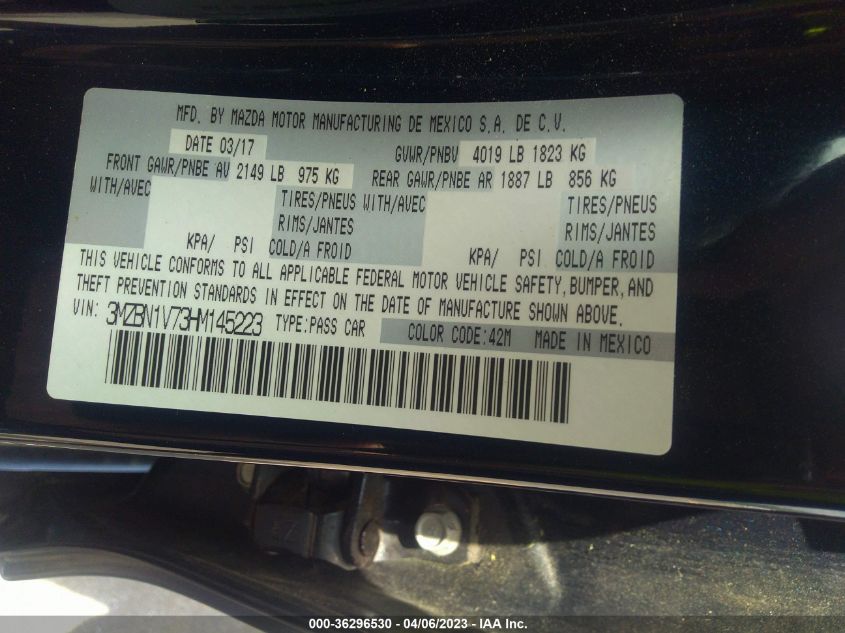 MFD. BY MAZDA MOTOR MANUFACTURING DE MEXICO S.A. DE C.V.
DATE 03/17 GVWR/PNBV 4019 LB 1823 KG
FRONT GAWR/PNBE AV 2149 LB 975 KG REAR GAWR/PNBE AR 1887 LB 856 KG
WITH/AVEC TIRES/PNEUS WITH/AVEC TIRES/PNEUS
RIMS/JANTES RIMS/JANTES
KPA/ PSI COLD/A FROID KPA/ PSI COLD/A FROID
THIS VEHICLE CONFORMS TO ALL APPLICABLE FEDERAL MOTOR VEHICLE SAFETY, BUMPER, AND
THEFT PREVENTION STANDARDS IN EFFECT ON THE DATE OF MANUFACTURE SHOWN ABOVE.
VIN: 3MZBN1V73HM145223 TYPE:PASS CAR COLOR CODE:42M MADE IN MEXICO
000-36296530 - 04/06/2023 - IAA Inc.